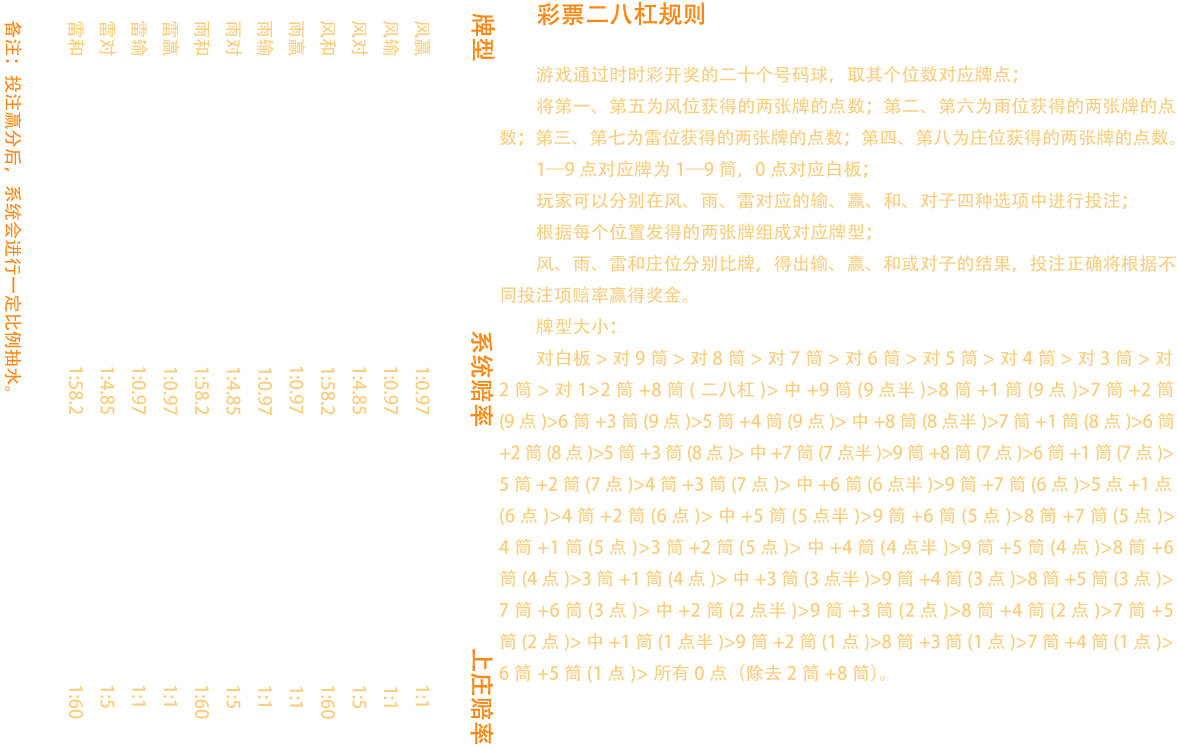 彩票二八杠规则
游戏通过时时彩开奖的二十个号码球，取其个位数对应牌点；
将第一、第五为风位获得的两张牌的点数；第二、第六为雨位获得的两张牌的点
数；第三、第七为雷位获得的两张牌的点数；第四、第八为庄位获得的两张牌的点数。
1—9 点对应牌为 1—9 筒，0 点对应白板；
玩家可以分别在风、雨、雷对应的输、赢、和、对子四种选项中进行投注；
根据每个位置发得的两张牌组成对应牌型；
风、雨、雷和庄位分别比牌，得出输、赢、和或对子的结果，投注正确将根据不
同投注项赔率赢得奖金。
牌型大小：
对白板 > 对 9 筒 > 对 8 筒 > 对 7 筒 > 对 6 筒 > 对 5 筒 > 对 4 筒 > 对 3 筒 > 对
2 筒 > 对 1>2 筒 +8 筒 ( 二八杠 )> 中 +9 筒 (9 点半 )>8 筒 +1 筒 (9 点 )>7 筒 +2 筒
(9 点 )>6 筒 +3 筒 (9 点 )>5 筒 +4 筒 (9 点 )> 中 +8 筒 (8 点半 )>7 筒 +1 筒 (8 点 )>6 筒
+2 筒 (8 点 )>5 筒 +3 筒 (8 点 )> 中 +7 筒 (7 点半 )>9 筒 +8 筒 (7 点 )>6 筒 +1 筒 (7 点 )>
5 筒 +2 筒 (7 点 )>4 筒 +3 筒 (7 点 )> 中 +6 筒 (6 点半 )>9 筒 +7 筒 (6 点 )>5 点 +1 点
(6 点 )>4 筒 +2 筒 (6 点 )> 中 +5 筒 (5 点半 )>9 筒 +6 筒 (5 点 )>8 筒 +7 筒 (5 点 )>
4 筒 +1 筒 (5 点 )>3 筒 +2 筒 (5 点 )> 中 +4 筒 (4 点半 )>9 筒 +5 筒 (4 点 )>8 筒 +6
筒 (4 点 )>3 筒 +1 筒 (4 点 )> 中 +3 筒 (3 点半 )>9 筒 +4 筒 (3 点 )>8 筒 +5 筒 (3 点 )>
7 筒 +6 筒 (3 点 )> 中 +2 筒 (2 点半 )>9 筒 +3 筒 (2 点 )>8 筒 +4 筒 (2 点 )>7 筒 +5
筒 (2 点 )> 中 +1 筒 (1 点半 )>9 筒 +2 筒 (1 点 )>8 筒 +3 筒 (1 点 )>7 筒 +4 筒 (1 点 )>
6 筒 +5 筒 (1 点 )> 所有 0 点（除去 2 筒 +8 筒）。
牌型 系统赔率 上庄赔率
风赢 1:0.97 1:1
风输 1:0.97 1:1
风对 1:4.85 1:5
风和 1:58.2 1:60
雨赢 1:0.97 1:1
雨输 1:0.97 1:1
雨对 1:4.85 1:5
雨和 1:58.2 1:60
雷赢 1:0.97 1:1
雷输 1:0.97 1:1
雷对 1:4.85 1:5
雷和 1:58.2 1:60
备注：投注赢分后，系统会进行一定比例抽水。